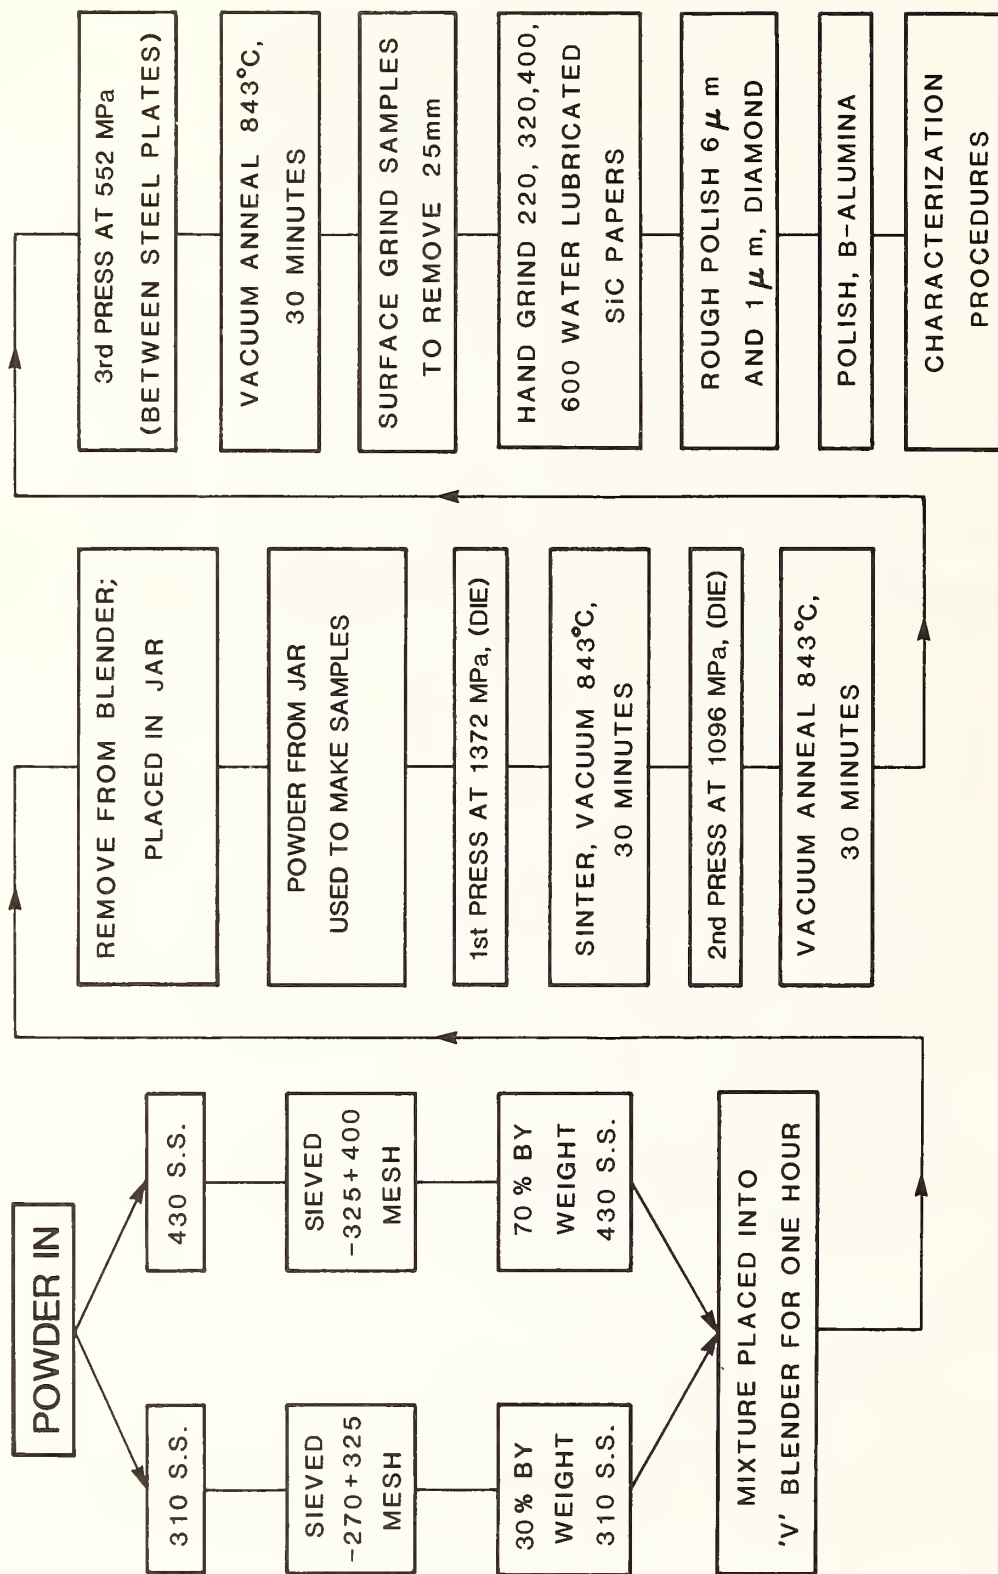 POWDER IN
310 S.S.
430 S.S.
SIEVED
-270+325
MESH
SIEVED
-325+400
MESH
30% BY
WEIGHT
310 S.S.
70% BY
WEIGHT
430 S.S.
MIXTURE PLACED INTO
'V' BLENDER FOR ONE HOUR
REMOVE FROM BLENDER;
PLACED IN JAR
POWDER FROM JAR
USED TO MAKE SAMPLES
1st PRESS AT 1372 MPa, (DIE)
SINTER, VACUUM 843°C,
30 MINUTES
2nd PRESS AT 1096 MPa, (DIE)
VACUUM ANNEAL 843°C,
30 MINUTES
3rd PRESS AT 552 MPa
(BETWEEN STEEL PLATES)
VACUUM ANNEAL 843°C,
30 MINUTES
SURFACE GRIND SAMPLES
TO REMOVE 25mm
HAND GRIND 220, 320,400,
600 WATER LUBRICATED
SiC PAPERS
ROUGH POLISH 6μm
AND 1μm, DIAMOND
POLISH, B-ALUMINA
CHARACTERIZATION
PROCEDURES